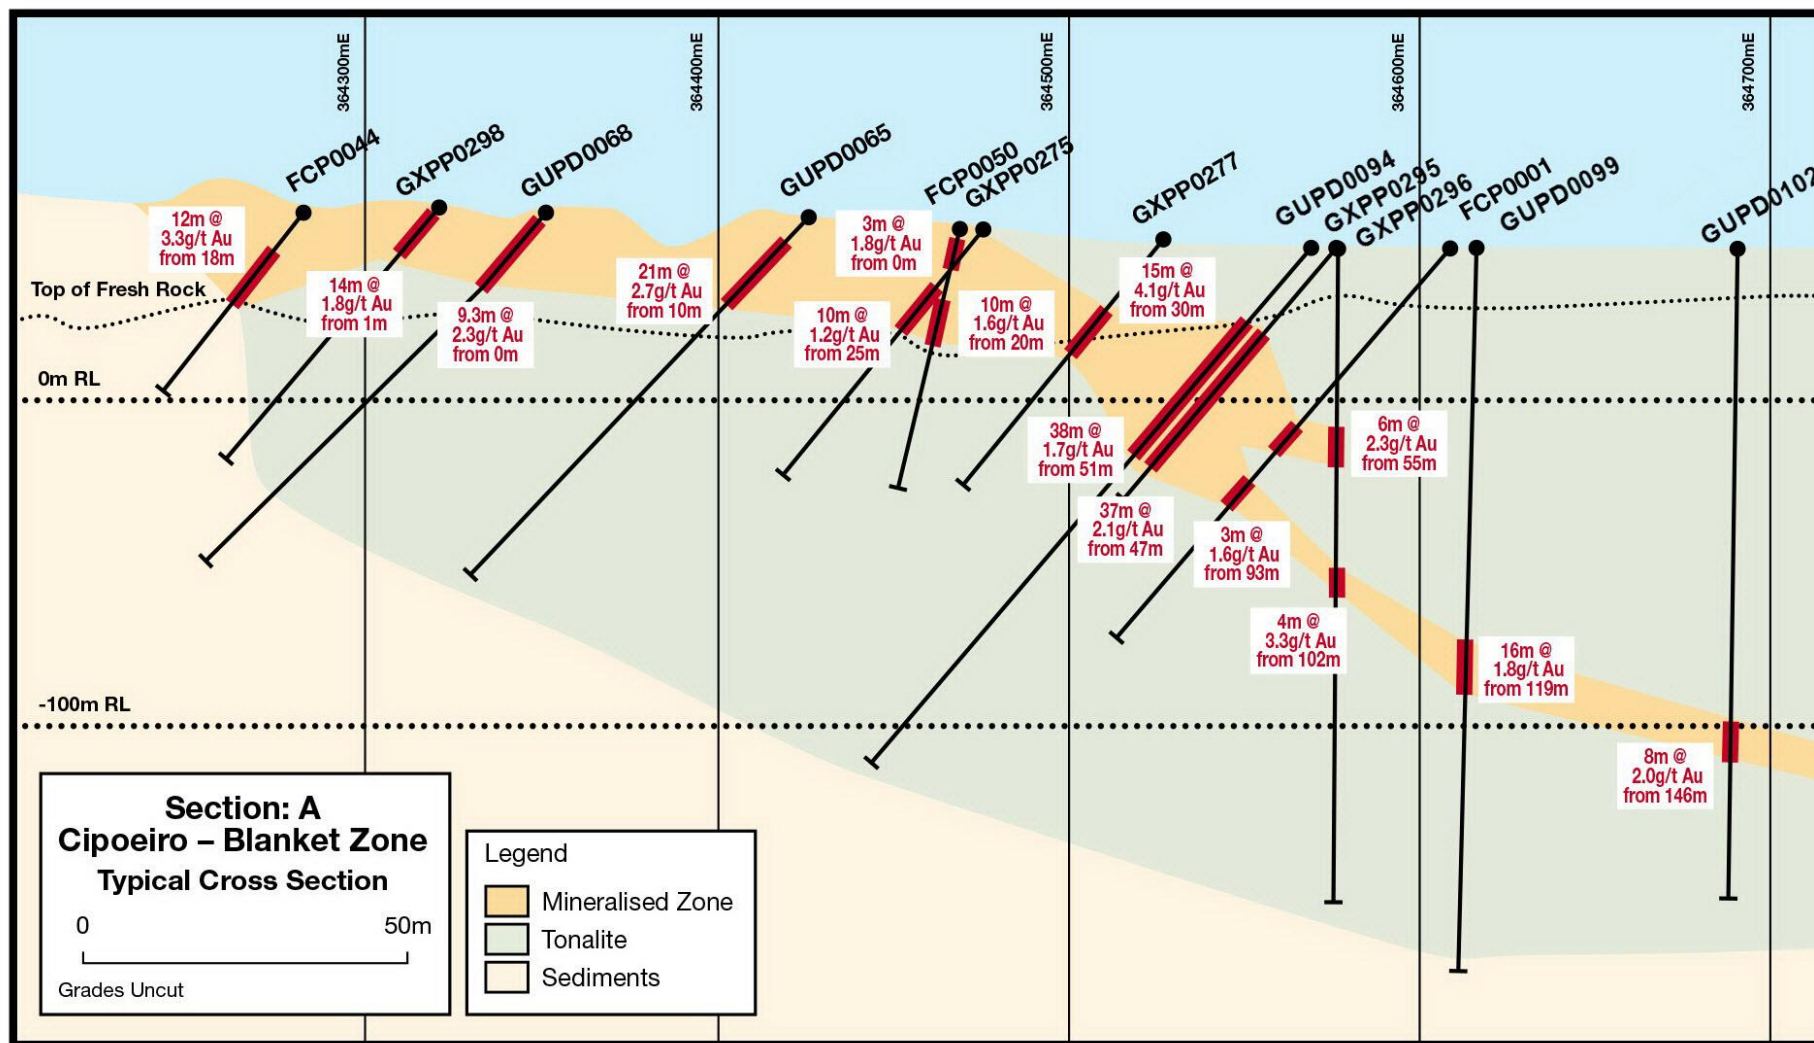 364300mE
364400mE
364500mE
364600mE
364700mE
FCP0044
GXPP0298
GUPD0068
GUPD0065
FCP0050
GXPP0275
GXPP0277
GUPD0094
GXPP0295
GXPP0296
FCP0001
GUPD0099
GUPD0102
12m @
3.3g/t Au
from 18m
14m @
1.8g/t Au
from 1m
9.3m @
2.3g/t Au
from 0m
21m @
2.7g/t Au
from 10m
3m @
1.8g/t Au
from 0m
10m @
1.2g/t Au
from 25m
10m @
1.6g/t Au
from 20m
15m @
4.1g/t Au
from 30m
38m @
1.7g/t Au
from 51m
37m @
2.1g/t Au
from 47m
3m @
1.6g/t Au
from 93m
6m @
2.3g/t Au
from 55m
4m @
3.3g/t Au
from 102m
16m @
1.8g/t Au
from 119m
8m @
2.0g/t Au
from 146m
Top of Fresh Rock
0m RL
-100m RL
Section: A
Cipoeiro – Blanket Zone
Typical Cross Section
0 50m
Grades Uncut
Legend
Mineralised Zone
Tonalite
Sediments